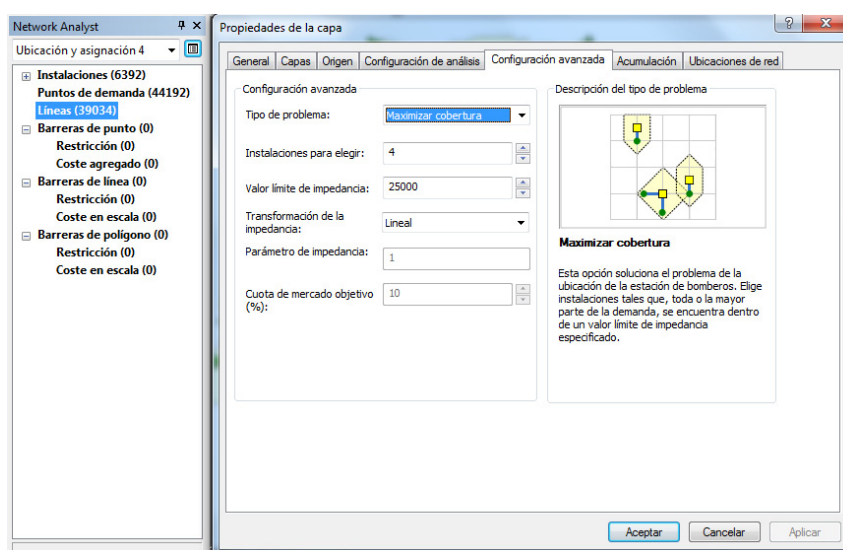 Network Analyst
Ubicación y asignación 4
Instalaciones (6392)
Puntos de demanda (44192)
Líneas (39034)
Barreras de punto (0)
Restricción (0)
Coste agregado (0)
Barreras de línea (0)
Restricción (0)
Coste en escala (0)
Barreras de polígono (0)
Restricción (0)
Coste en escala (0)
Propiedades de la capa
General Capas Origen Configuración de análisis Configuración avanzada Acumulación Ubicaciones de red
Configuración avanzada
Tipo de problema: Maximizar cobertura
Instalaciones para elegir: 4
Valor límite de impedancia: 25000
Transformación de la
impedancia: Lineal
Parámetro de impedancia: 1
Cuota de mercado objetivo 10
(%):
Descripción del tipo de problema
Maximizar cobertura
Esta opción soluciona el problema de la
ubicación de la estación de bomberos. Elige
instalaciones tales que, toda o la mayor
parte de la demanda, se encuentra dentro
de un valor límite de impedancia
especificado.
Aceptar Cancelar Aplicar